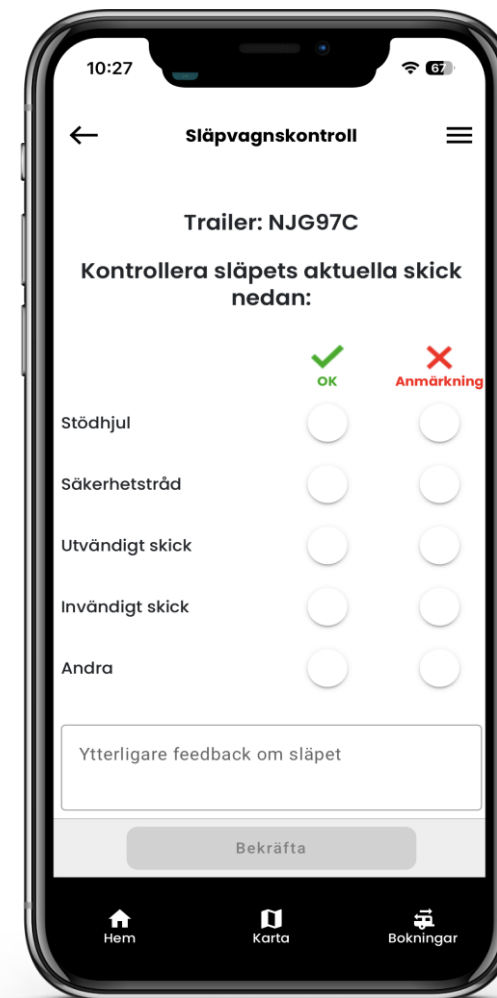 10:27
67
Släpvagnskontroll
Trailer: NJG97C
Kontrollera släpets aktuella skick
nedan:
OK
Anmärkning
Stödhjul
Säkerhetstråd
Utvändigt skick
Invändigt skick
Andra
Ytterligare feedback om släpet
Bekräfta
Hem
Karta
Bokningar